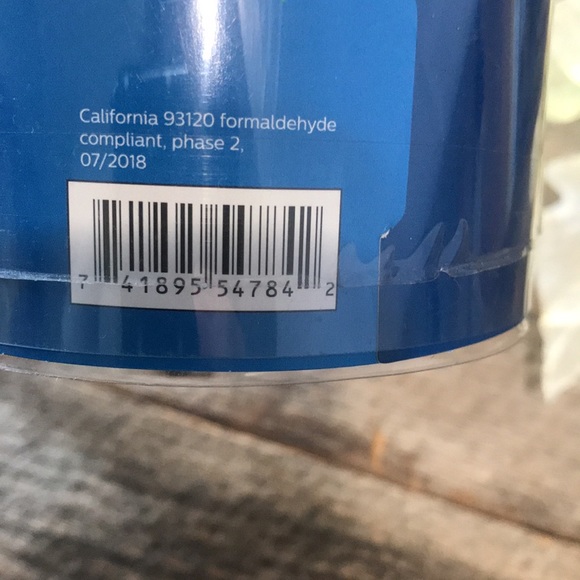 California 93120 formaldehyde
compliant, phase 2,
07/2018
7 41895 54784 2